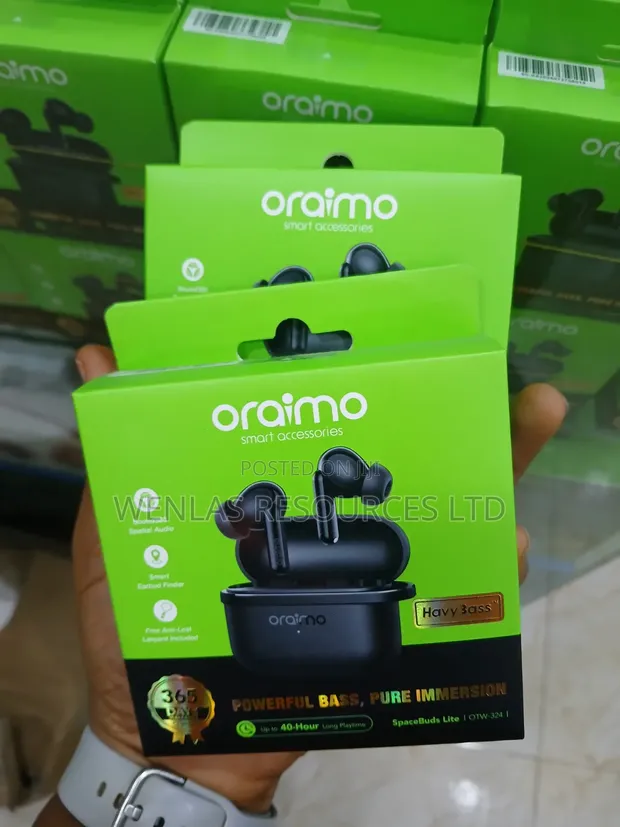 oraimo
oraimo
oraimo
smart accessories
oraimo
smart accessories
POSTED ON
WENLAS RESOURCES LTD
Spatial Audio
Smart
Earbud Finder
Free Anti-Lost
Lanyard Included
oraimo
Havy Bass
365
DAYS
POWERFUL BASS, PURE IMMERSION
Up to 40-Hour Long Playtime
SpaceBuds Lite | OTW-324 |